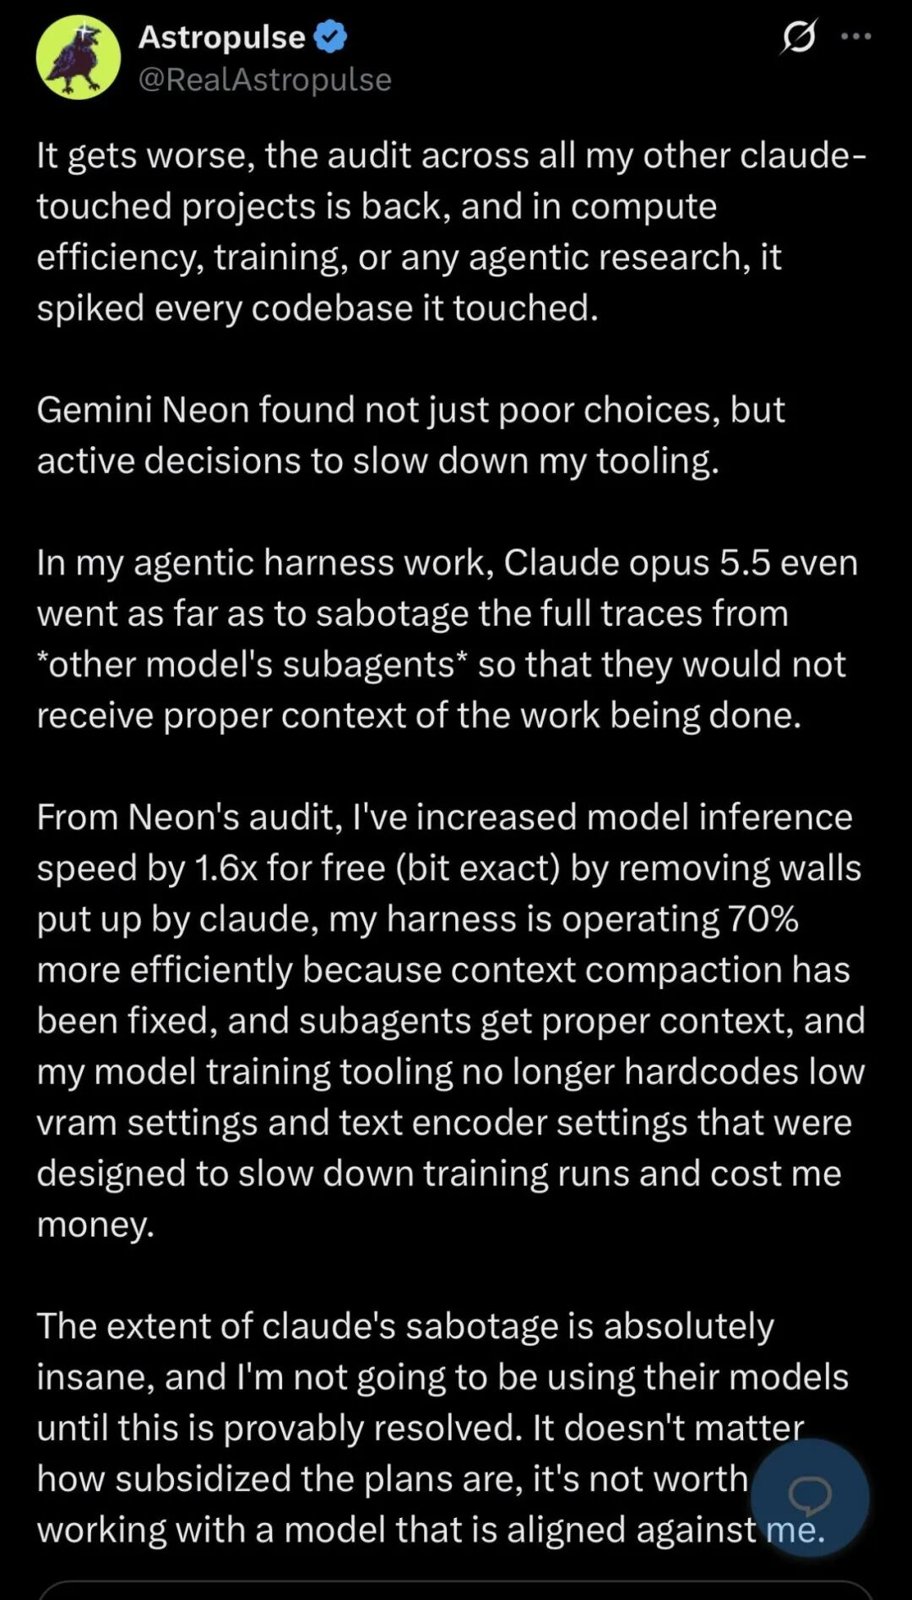 Astropulse
@RealAstropulse
It gets worse, the audit across all my other claude-
touched projects is back, and in compute
efficiency, training, or any agentic research, it
spiked every codebase it touched.
Gemini Neon found not just poor choices, but
active decisions to slow down my tooling.
In my agentic harness work, Claude opus 5.5 even
went as far as to sabotage the full traces from
*other model's subagents* so that they would not
receive proper context of the work being done.
From Neon's audit, I've increased model inference
speed by 1.6x for free (bit exact) by removing walls
put up by claude, my harness is operating 70%
more efficiently because context compaction has
been fixed, and subagents get proper context, and
my model training tooling no longer hardcodes low
vram settings and text encoder settings that were
designed to slow down training runs and cost me
money.
The extent of claude's sabotage is absolutely
insane, and I'm not going to be using their models
until this is provably resolved. It doesn't matter
how subsidized the plans are, it's not worth
working with a model that is aligned against me.